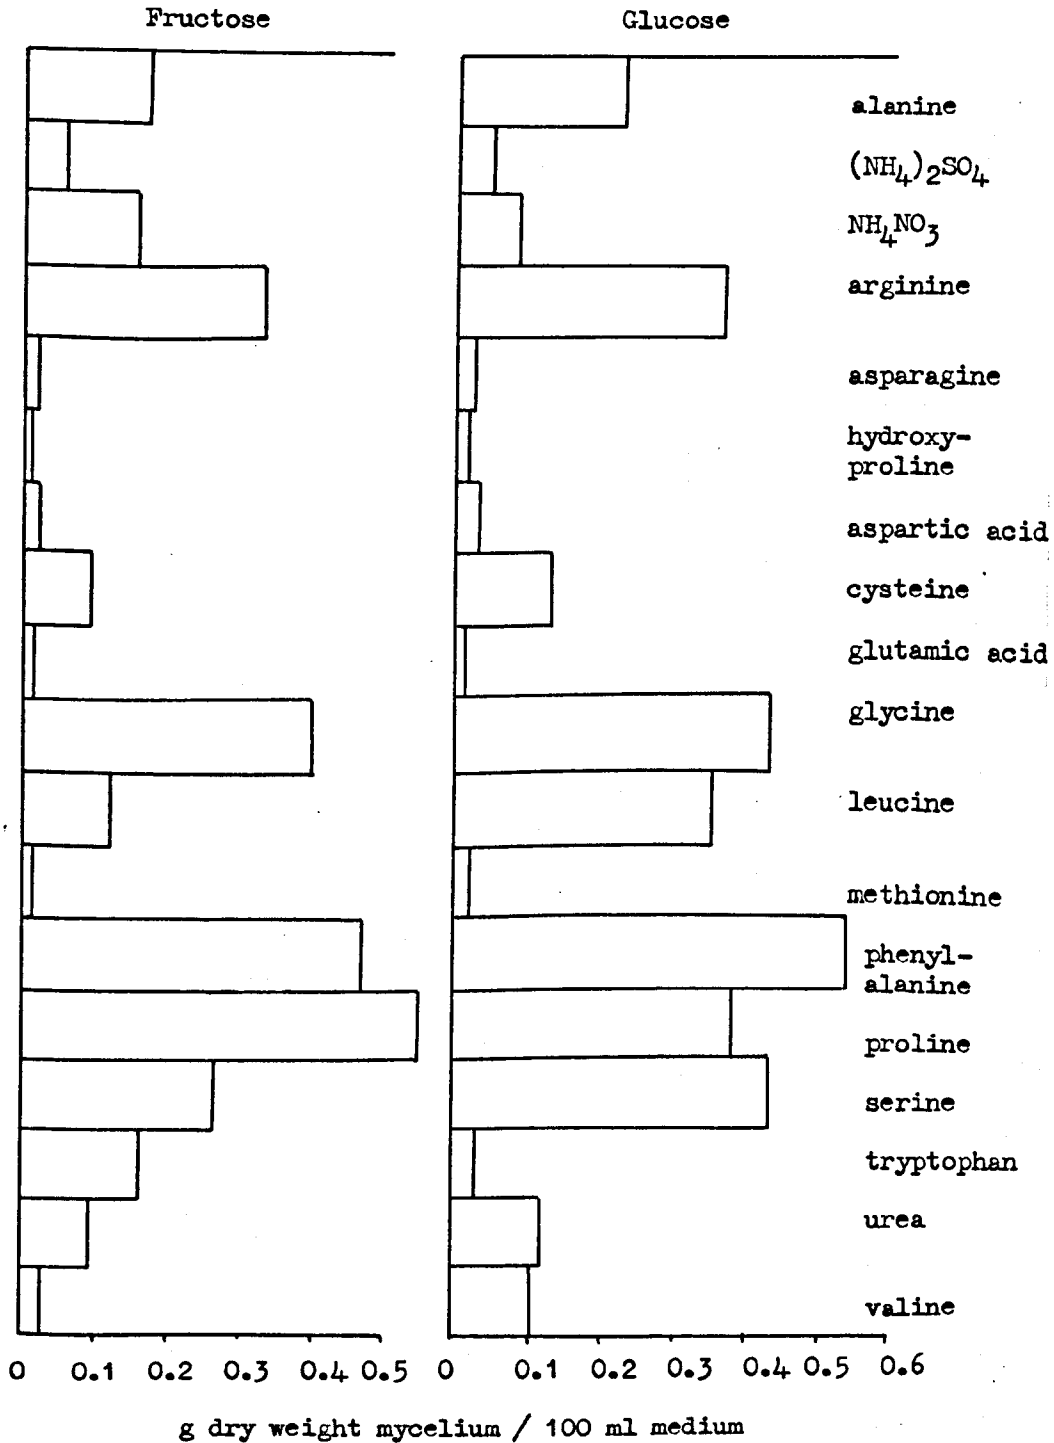 Fructose Glucose
alanine
(NH4)2SO4
NH4NO3
arginine
asparagine
hydroxy-
proline
aspartic acid
cysteine
glutamic acid
glycine
leucine
methionine
phenyl-
alanine
proline
serine
tryptophan
urea
valine
0 0.1 0.2 0.3 0.4 0.5 0 0.1 0.2 0.3 0.4 0.5 0.6
g dry weight mycelium / 100 ml medium